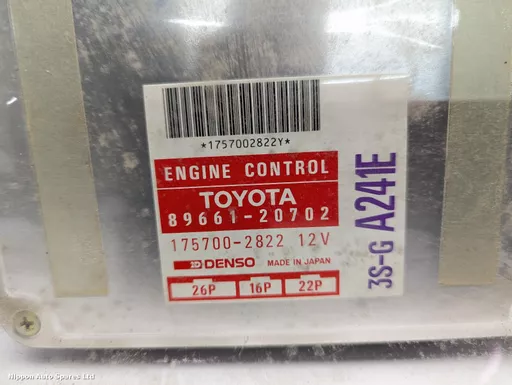 *1757002822Y*
ENGINE CONTROL
TOYOTA
89661-20702
175700-2822 12V
DENSO MADE IN JAPAN
26P 16P 22P
3S-G A241E
Nippon Auto Spares Ltd